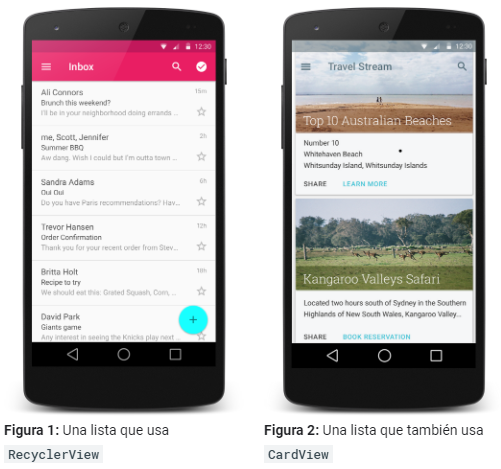 12:30
Inbox
Ali Connors 15m
Brunch this weekend?
I'll be in your neighborhood doing errands ...
me, Scott, Jennifer 2h
Summer BBQ
Aw dang. Wish I could but I'm outta town ...
Sandra Adams 6h
Oui Oui
Do you have Paris recommendations? Hav...
Trevor Hansen 12h
Order Confirmation
Thank you for your recent order from Stev...
Britta Holt 18h
Recipe to try
We should eat this: Grated Squash, Corn, ...
David Park
Giants game
Any interest in seeing the Knicks play next ...
Figura 1: Una lista que usa
RecyclerView
12:30
Travel Stream
Top 10 Australian Beaches
Number 10
Whitehaven Beach
Whitsunday Island, Whitsunday Islands
SHARE LEARN MORE
Kangaroo Valleys Safari
Located two hours south of Sydney in the Southern
Highlands of New South Wales, Kangaroo Valley...
SHARE BOOK RESERVATION
Figura 2: Una lista que también usa
CardView